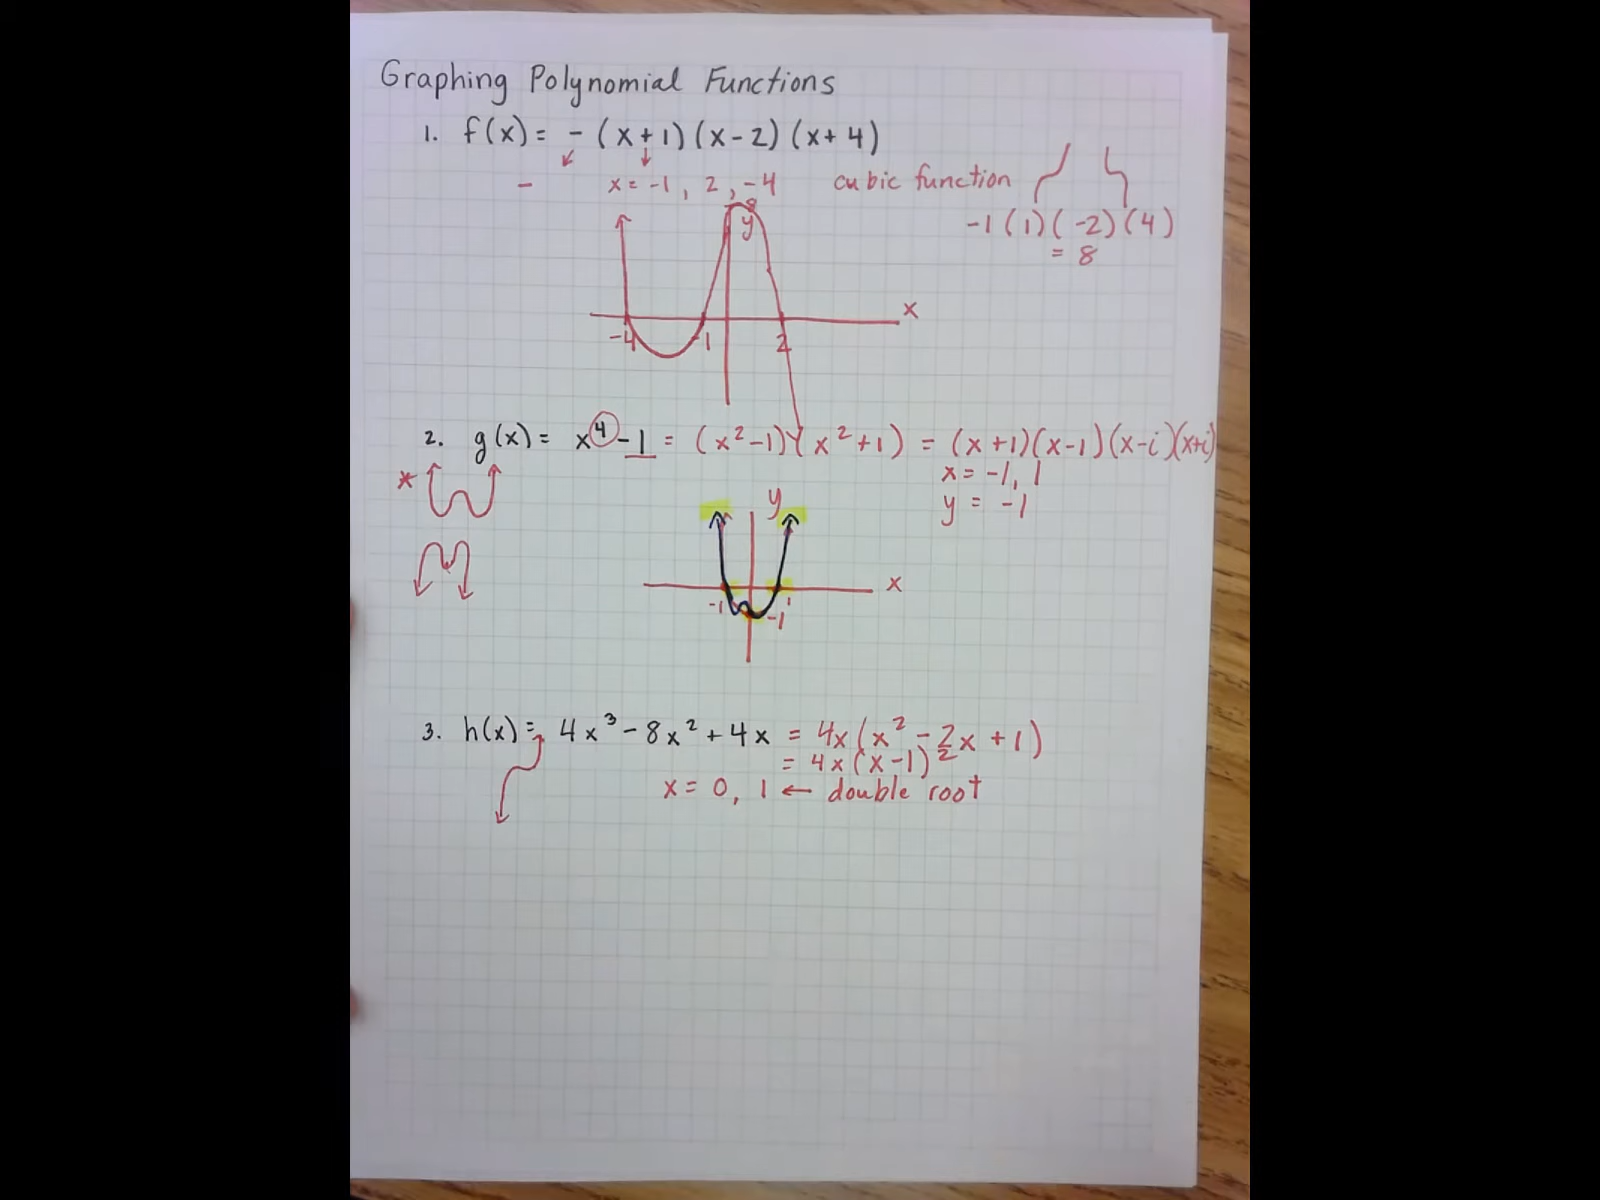 Graphing Polynomial Functions
1. f(x) = - (x+1)(x-2)(x+4)
- x = -1, 2, -4 cubic function
-1(1)(-2)(4)
= 8
8
y
x
-4 -1 2
2. g(x) = x⁴-1 = (x²-1)(x²+1) = (x+1)(x-1)(x-i)(x+i)
x = -1, 1
y = -1
*
y
x
-1 1
-1
3. h(x) = 4x³-8x²+4x = 4x(x²-2x+1)
= 4x(x-1)²
x = 0, 1 ← double root